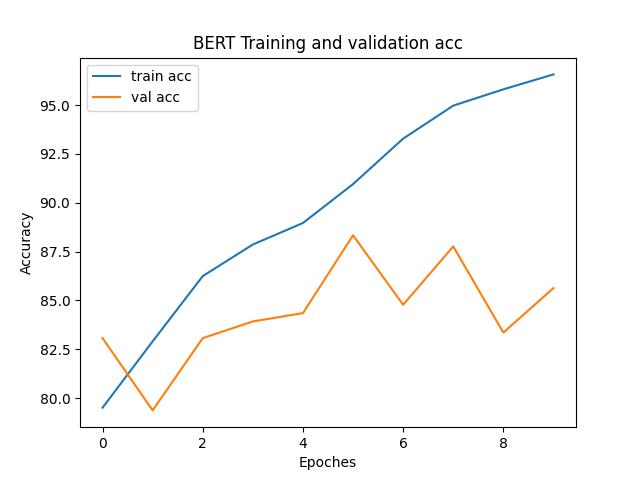 BERT Training and validation acc
train acc
val acc
95.0
92.5
90.0
87.5
85.0
82.5
80.0
Accuracy
0 2 4 6 8
Epoches